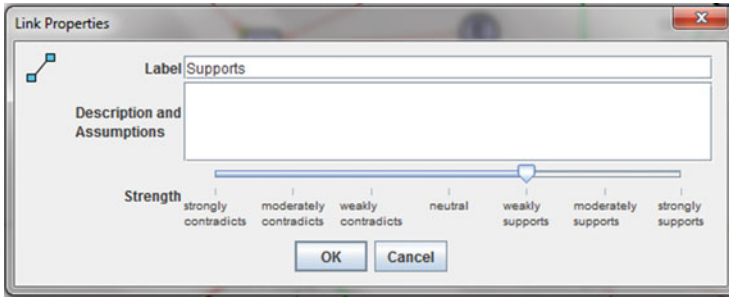 Link Properties
Label Supports
Description and
Assumptions
Strength
strongly contradicts
moderately contradicts
weakly contradicts
neutral
weakly supports
moderately supports
strongly supports
OK Cancel